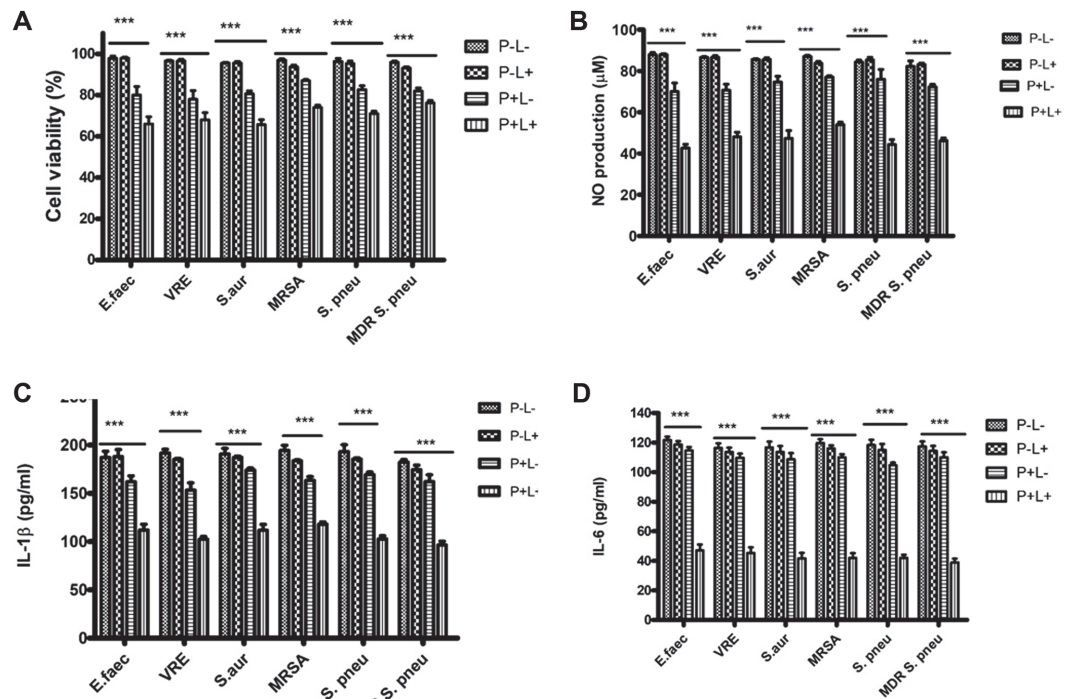 A
***
***
***
***
***
***
Cell viability (%)
100
80
60
40
20
0
E.faec
VRE
S.aur
MRSA
S. pneu
MDR S. pneu
P-L-
P-L+
P+L-
P+L+
B
***
***
***
***
***
***
NO production (μM)
100
80
60
40
20
0
E.faec
VRE
S.aur
MRSA
S. pneu
MDR S. pneu
P-L-
P-L+
P+L-
P+L+
C
***
***
***
***
***
***
IL-1β (pg/ml)
200
150
100
50
0
E.faec
VRE
S.aur
MRSA
S. pneu
S. pneu
P-L-
P-L+
P+L-
P+L-
D
***
***
***
***
***
***
IL-6 (pg/ml)
140
120
100
80
60
40
20
0
E.faec
VRE
S.aur
MRSA
S. pneu
MDR S. pneu
P-L-
P-L+
P+L-
P+L+